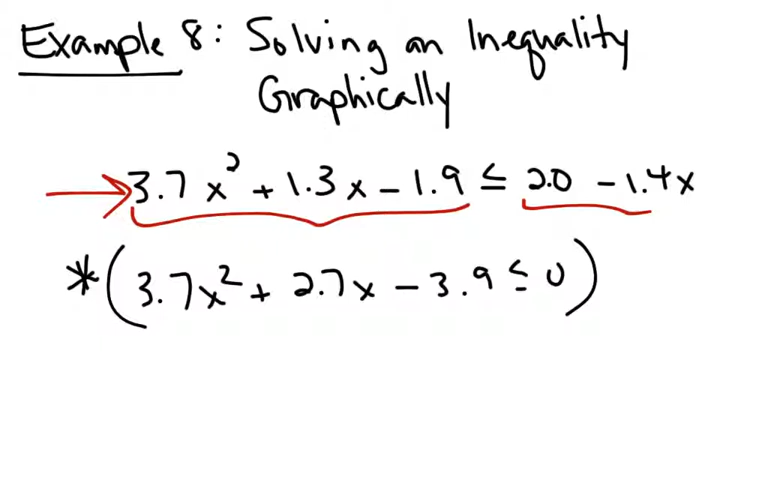 Example 8: Solving an Inequality
Graphically
3.7x² + 1.3x - 1.9 ≤ 2.0 - 1.4x
*(3.7x² + 2.7x - 3.9 ≤ 0)